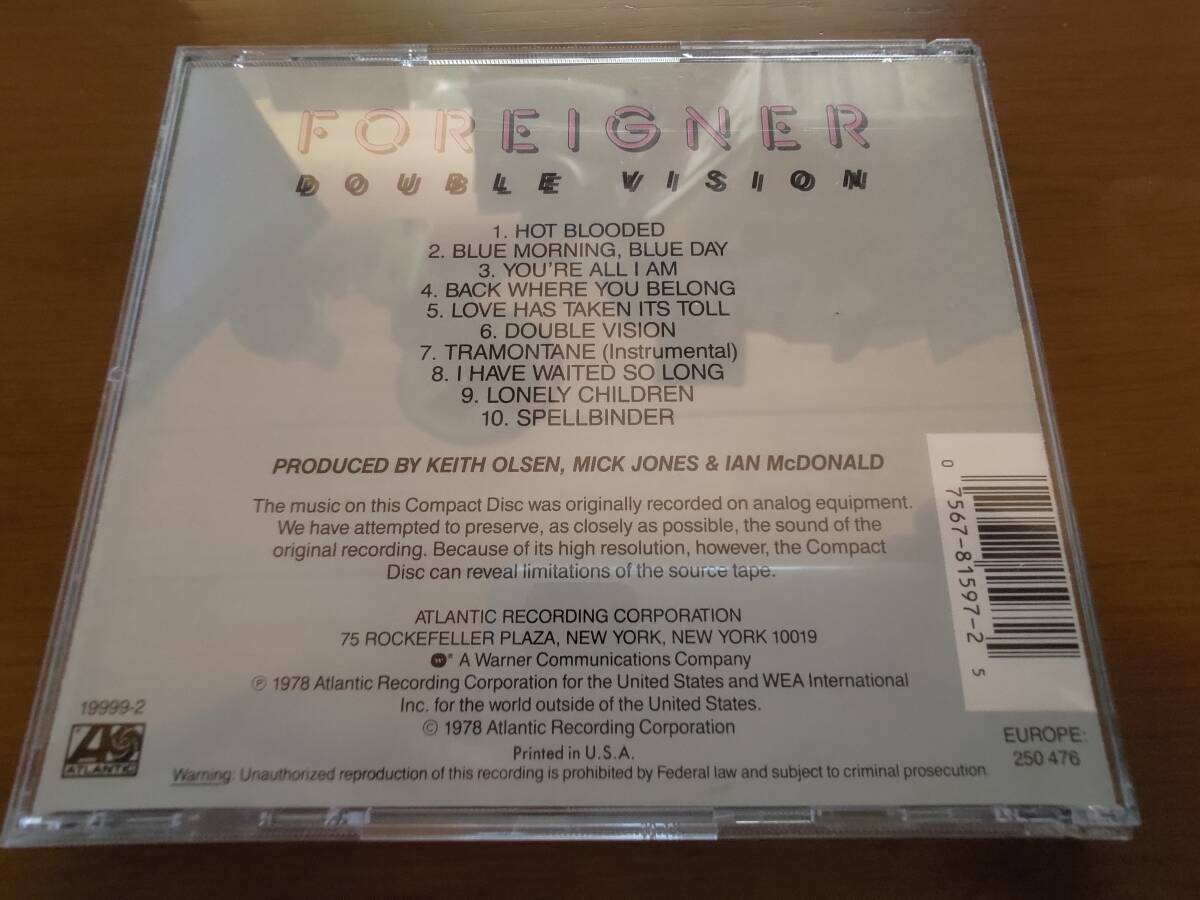 FOREIGNER
DOUBLE VISION
1. HOT BLOODED
2. BLUE MORNING, BLUE DAY
3. YOU'RE ALL I AM
4. BACK WHERE YOU BELONG
5. LOVE HAS TAKEN ITS TOLL
6. DOUBLE VISION
7. TRAMONTANE (Instrumental)
8. I HAVE WAITED SO LONG
9. LONELY CHILDREN
10. SPELLBINDER
PRODUCED BY KEITH OLSEN, MICK JONES & IAN McDONALD
The music on this Compact Disc was originally recorded on analog equipment.
We have attempted to preserve, as closely as possible, the sound of the
original recording. Because of its high resolution, however, the Compact
Disc can reveal limitations of the source tape.
0 7567-81597-2 5
ATLANTIC RECORDING CORPORATION
75 ROCKEFELLER PLAZA, NEW YORK, NEW YORK 10019
W® A Warner Communications Company
℗ 1978 Atlantic Recording Corporation for the United States and WEA International
Inc. for the world outside of the United States.
© 1978 Atlantic Recording Corporation
Printed in U.S.A.
Warning: Unauthorized reproduction of this recording is prohibited by Federal law and subject to criminal prosecution.
19999-2
ATLANTIC
EUROPE:
250 476